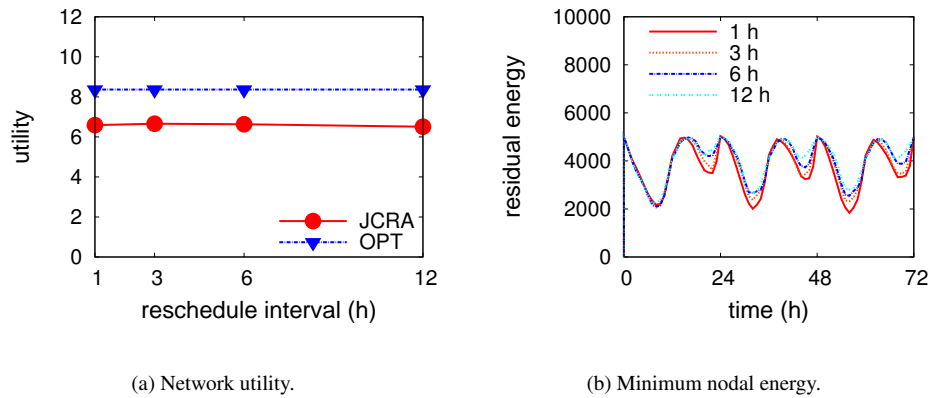 12
10
8
6
4
2
0
utility
JCRA
OPT
1 3 6 12
reschedule interval (h)
(a) Network utility.
10000
8000
6000
4000
2000
0
residual energy
1 h
3 h
6 h
12 h
0 24 48 72
time (h)
(b) Minimum nodal energy.